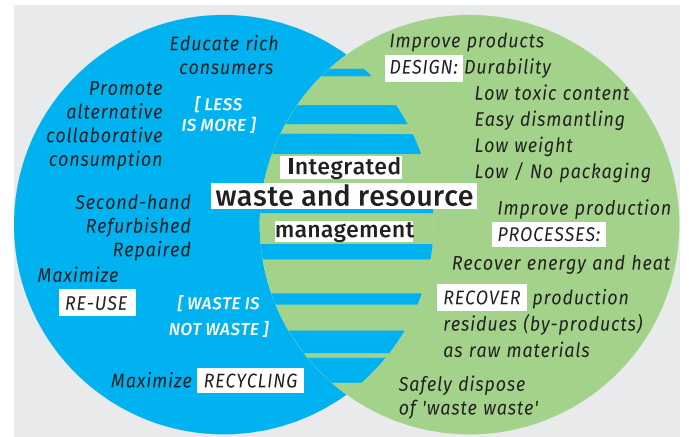 Educate rich
consumers
Promote
alternative
collaborative
consumption
[ LESS
IS MORE ]
Second-hand
Refurbished
Repaired
Maximize
RE-USE
[ WASTE IS
NOT WASTE ]
Maximize RECYCLING
Integrated
waste and resource
management
Improve products
DESIGN: Durability
Low toxic content
Easy dismantling
Low weight
Low / No packaging
Improve production
PROCESSES:
Recover energy and heat
RECOVER production
residues (by-products)
as raw materials
Safely dispose
of 'waste waste'